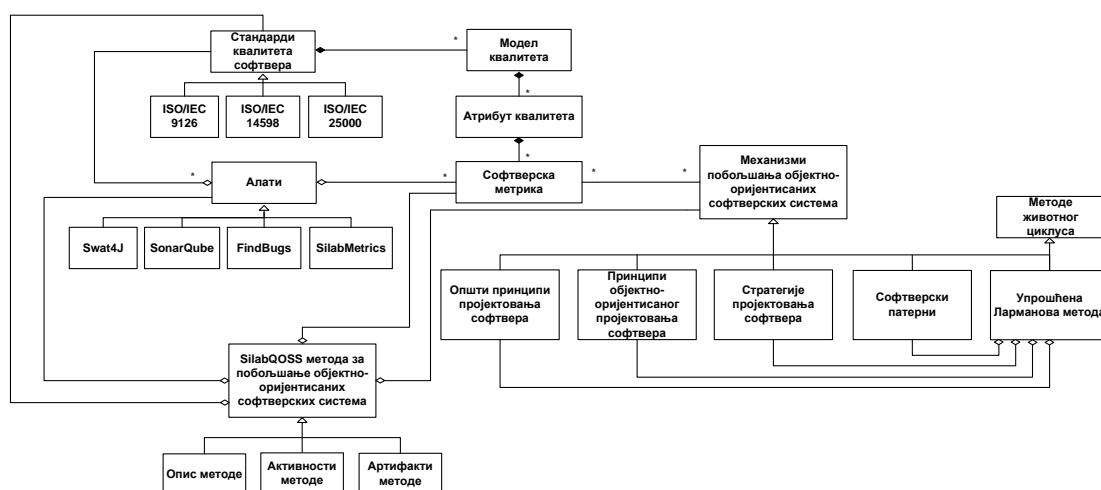 Стандарди
квалитета
софтвера
*
Модел
квалитета
ISO/IEC
9126
ISO/IEC
14598
ISO/IEC
25000
*
Атрибут квалитета
*
Алати
*
*
Софтверска
метрика
*
*
Механизми
побољшања објектно-
оријентисаних
софтверских система
Методе
животног
циклуса
Swat4J
SonarQube
FindBugs
SilabMetrics
Општи принципи
пројектовања
софтвера
Принципи
објектно-
оријентисаног
пројектовања
софтвера
Стратегије
пројектовања
софтвера
Софтверски
патерни
Упрошћена
Ларманова метода
SilabQOSS метода за
побољшање објектно-
оријентисаних
софтверских система
Опис методе
Активности
методе
Артифакти
методе